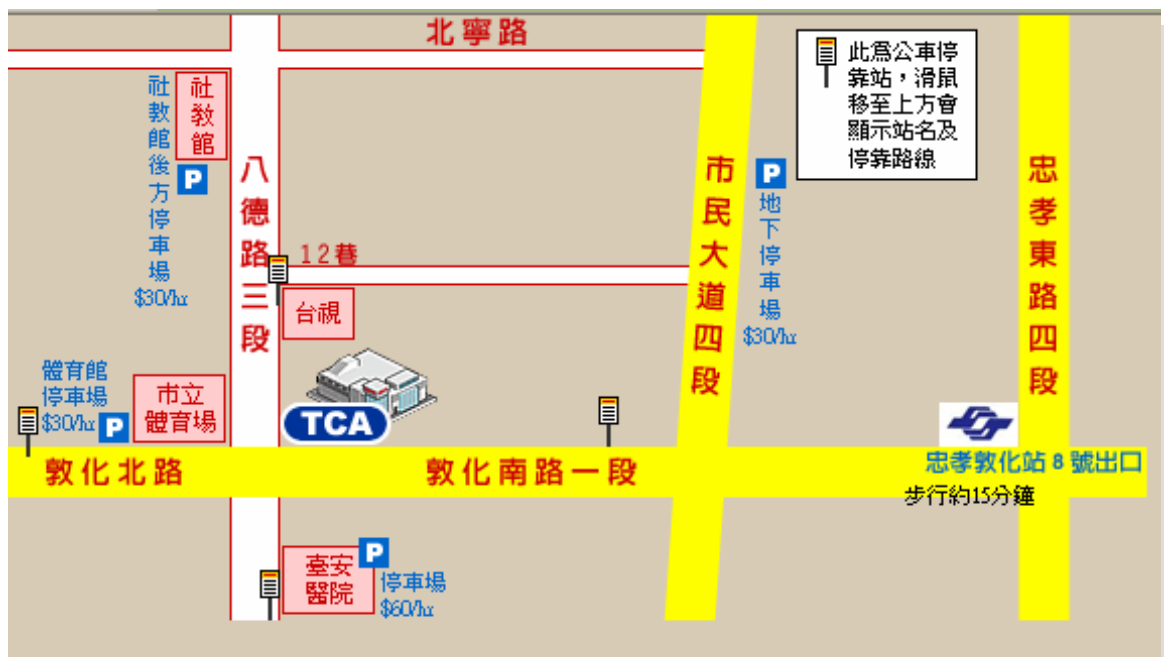 北寧路
此為公車停
靠站，滑鼠
移至上方會
顯示站名及
停靠路線
社教館後方停車場
$30/hr
社教館
P
八德路三段
12巷
台視
市民大道四段
P
地下停車場
$30/hr
忠孝東路四段
體育館
停車場
$30/hr
P
市立
體育場
TCA
敦化北路
敦化南路一段
忠孝敦化站8號出口
步行約15分鐘
臺安
醫院
P
停車場
$60/hr